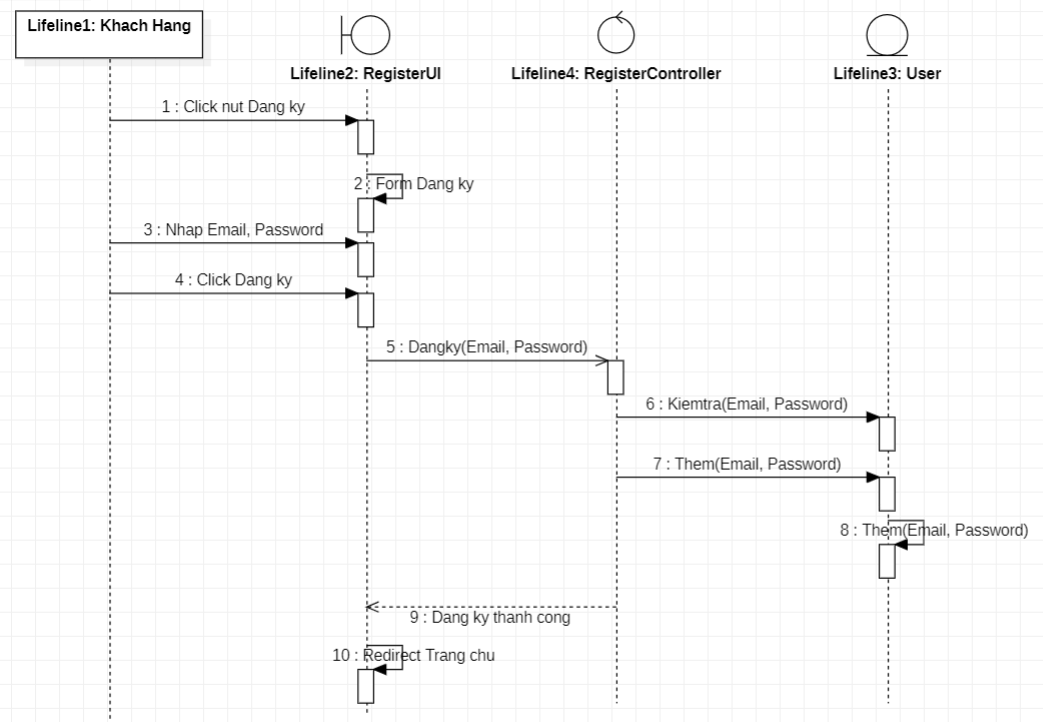 Lifeline1: Khach Hang
Lifeline2: RegisterUI
Lifeline4: RegisterController
Lifeline3: User
1 : Click nut Dang ky
2 : Form Dang ky
3 : Nhap Email, Password
4 : Click Dang ky
5 : Dangky(Email, Password)
6 : Kiemtra(Email, Password)
7 : Them(Email, Password)
8 : Them(Email, Password)
9 : Dang ky thanh cong
10 : Redirect Trang chu